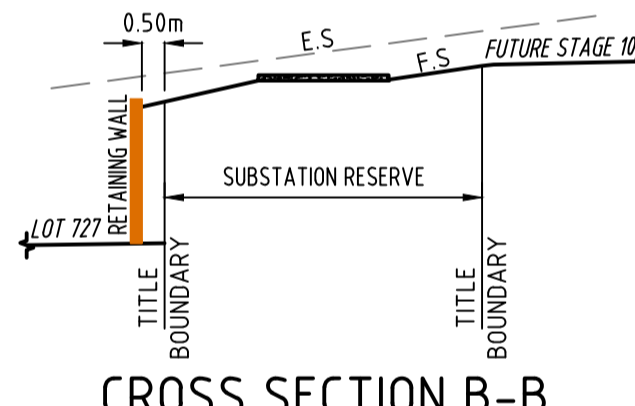 0.50m
E.S
F.S
FUTURE STAGE 10
RETAINING WALL
SUBSTATION RESERVE
LOT 727
TITLE
BOUNDARY
TITLE
BOUNDARY
CROSS SECTION B-B